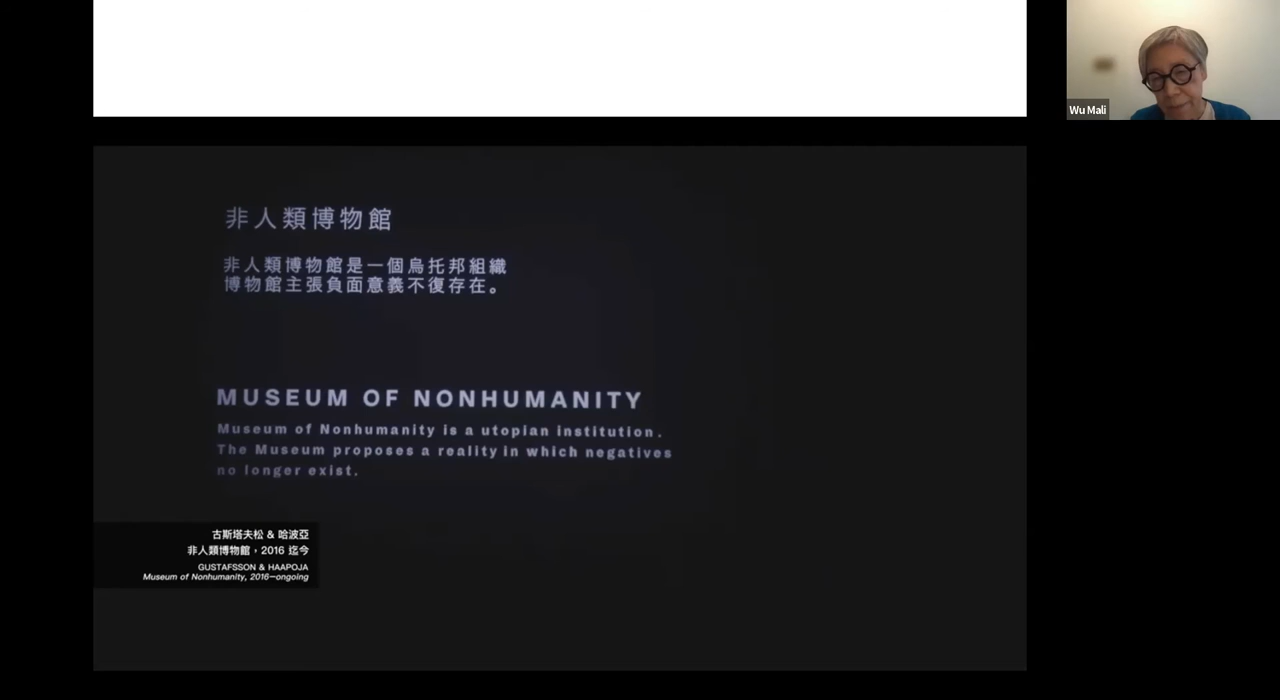 Wu Mali
非人類博物館
非人類博物館是一個烏托邦組織
博物館主張負面意義不復存在。
MUSEUM OF NONHUMANITY
Museum of Nonhumanity is a utopian institution.
The Museum proposes a reality in which negatives
no longer exist.
古斯塔夫松 & 哈波亞
非人類博物館，2016 迄今
GUSTAFSSON & HAAPOJA
Museum of Nonhumanity, 2016—ongoing